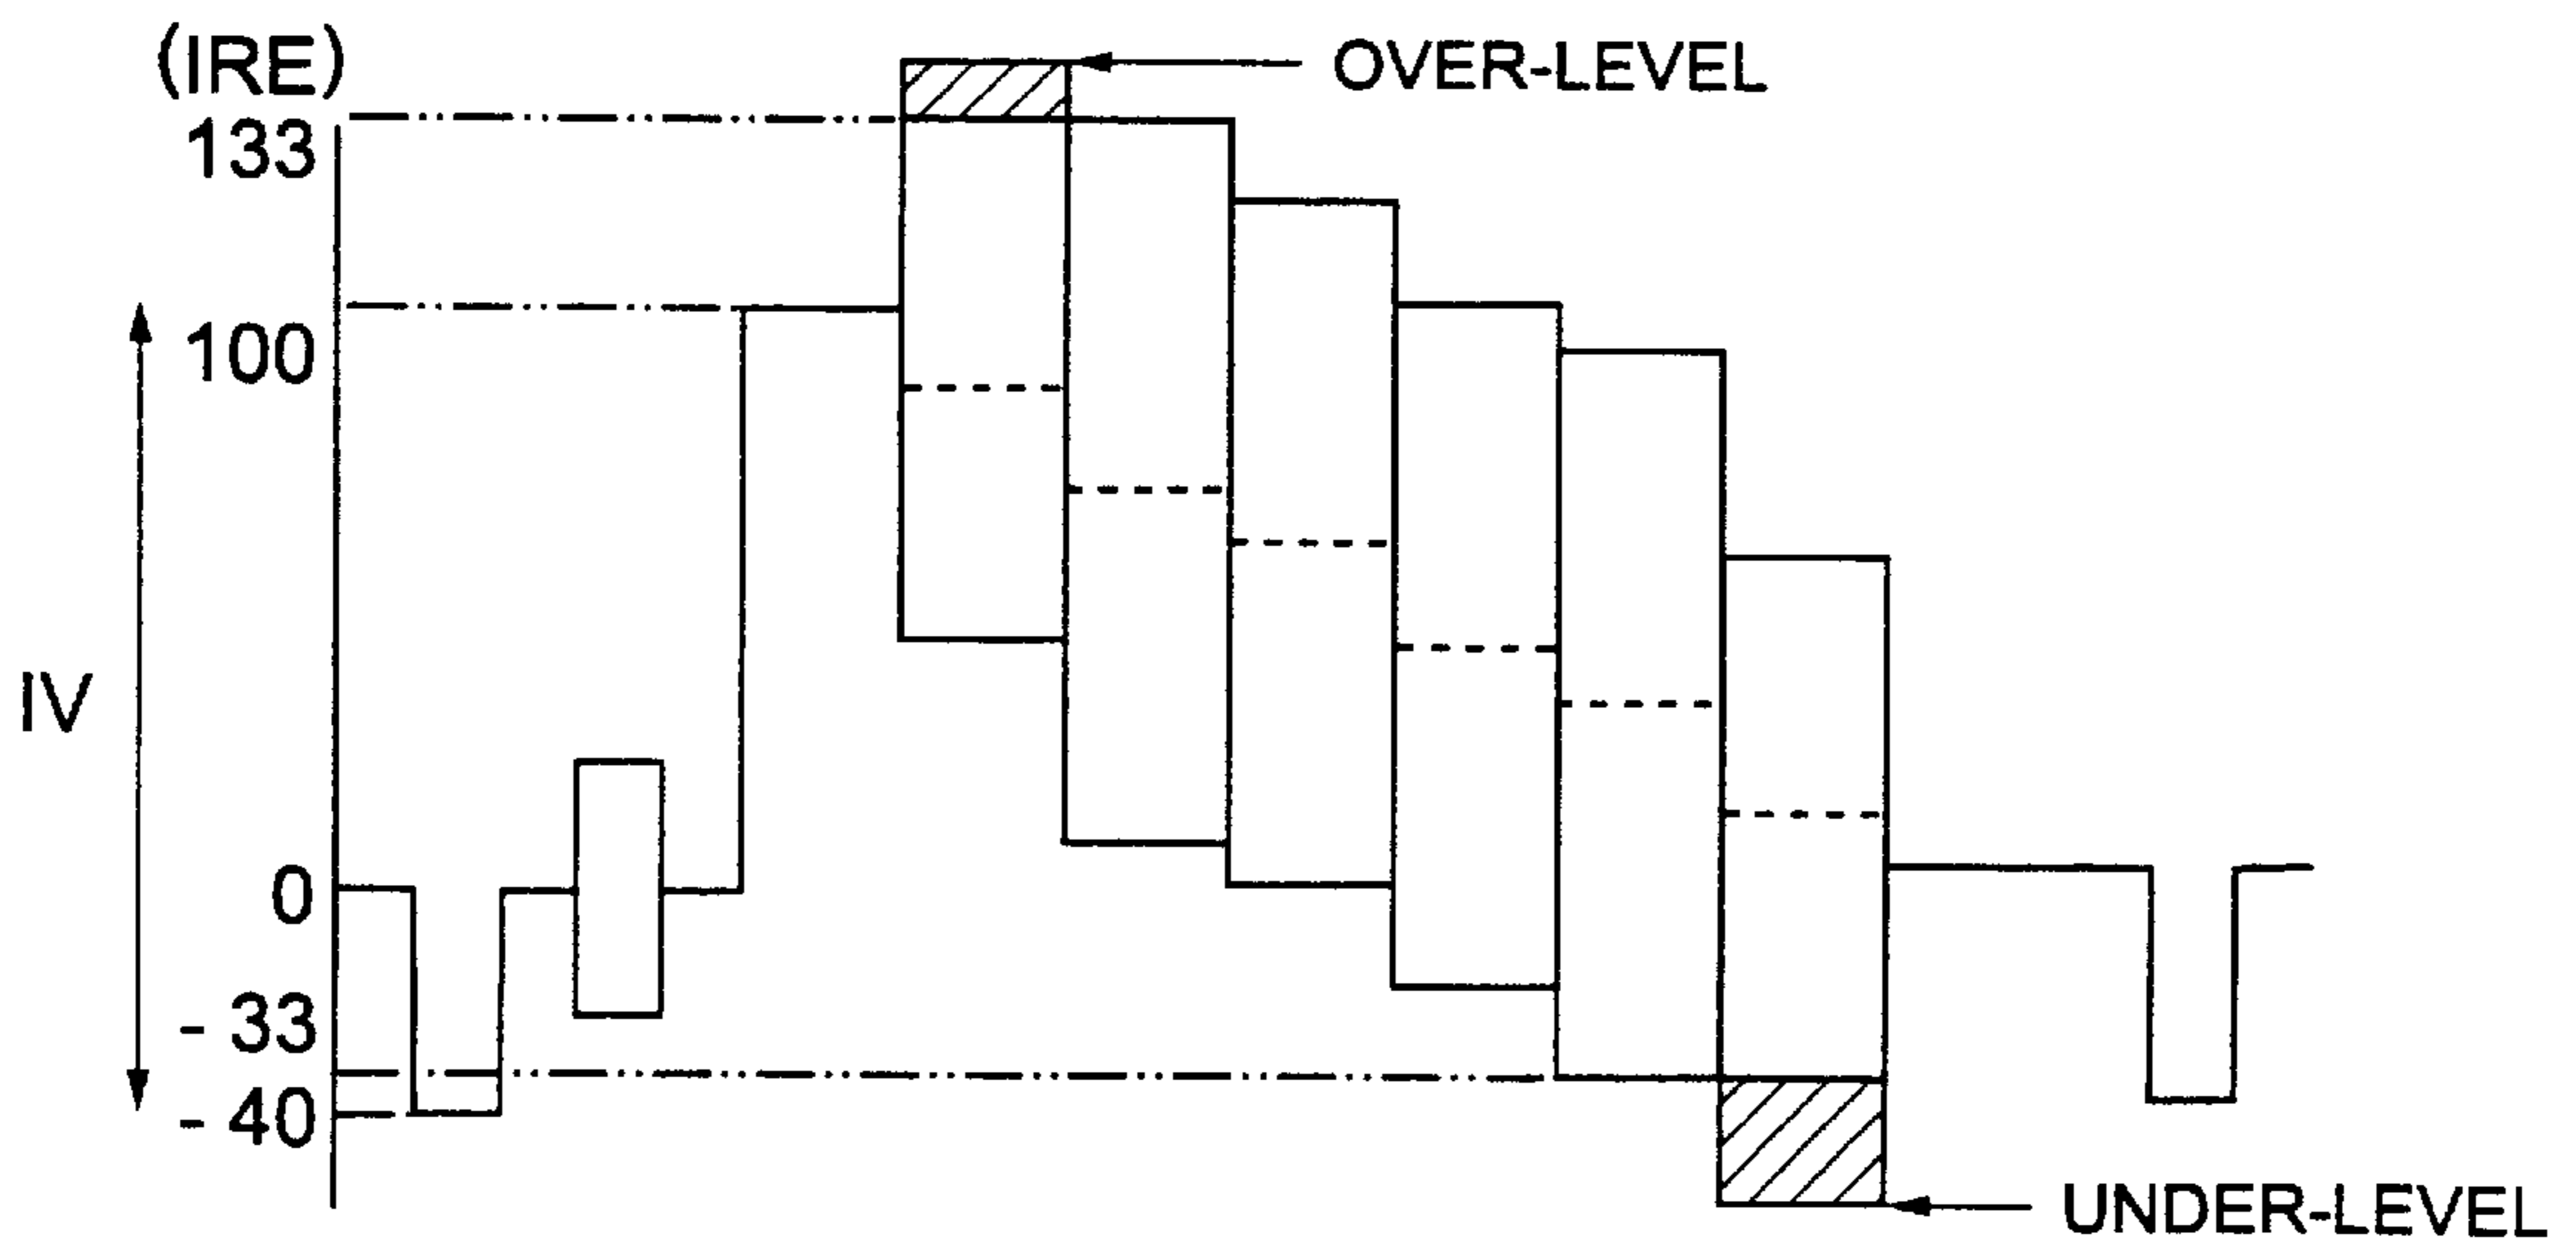 (IRE)
OVER-LEVEL
133
100
IV
0
- 33
- 40
UNDER-LEVEL